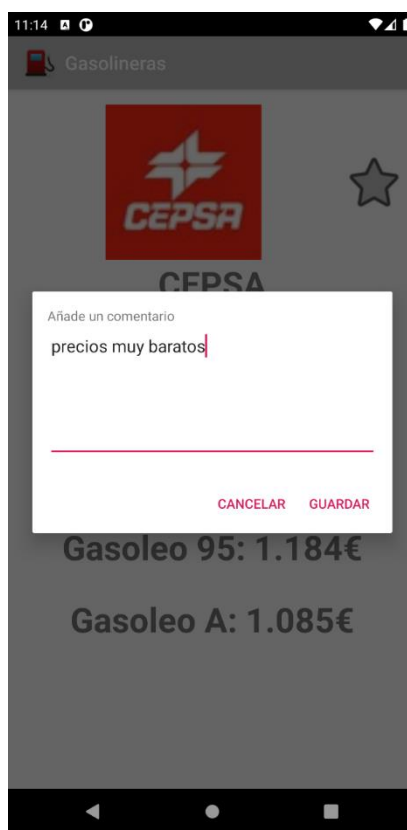 11:14
Gasolineras
CEPSA
CEPSA
Añade un comentario
precios muy baratos
CANCELAR GUARDAR
Gasoleo 95: 1.184€
Gasoleo A: 1.085€